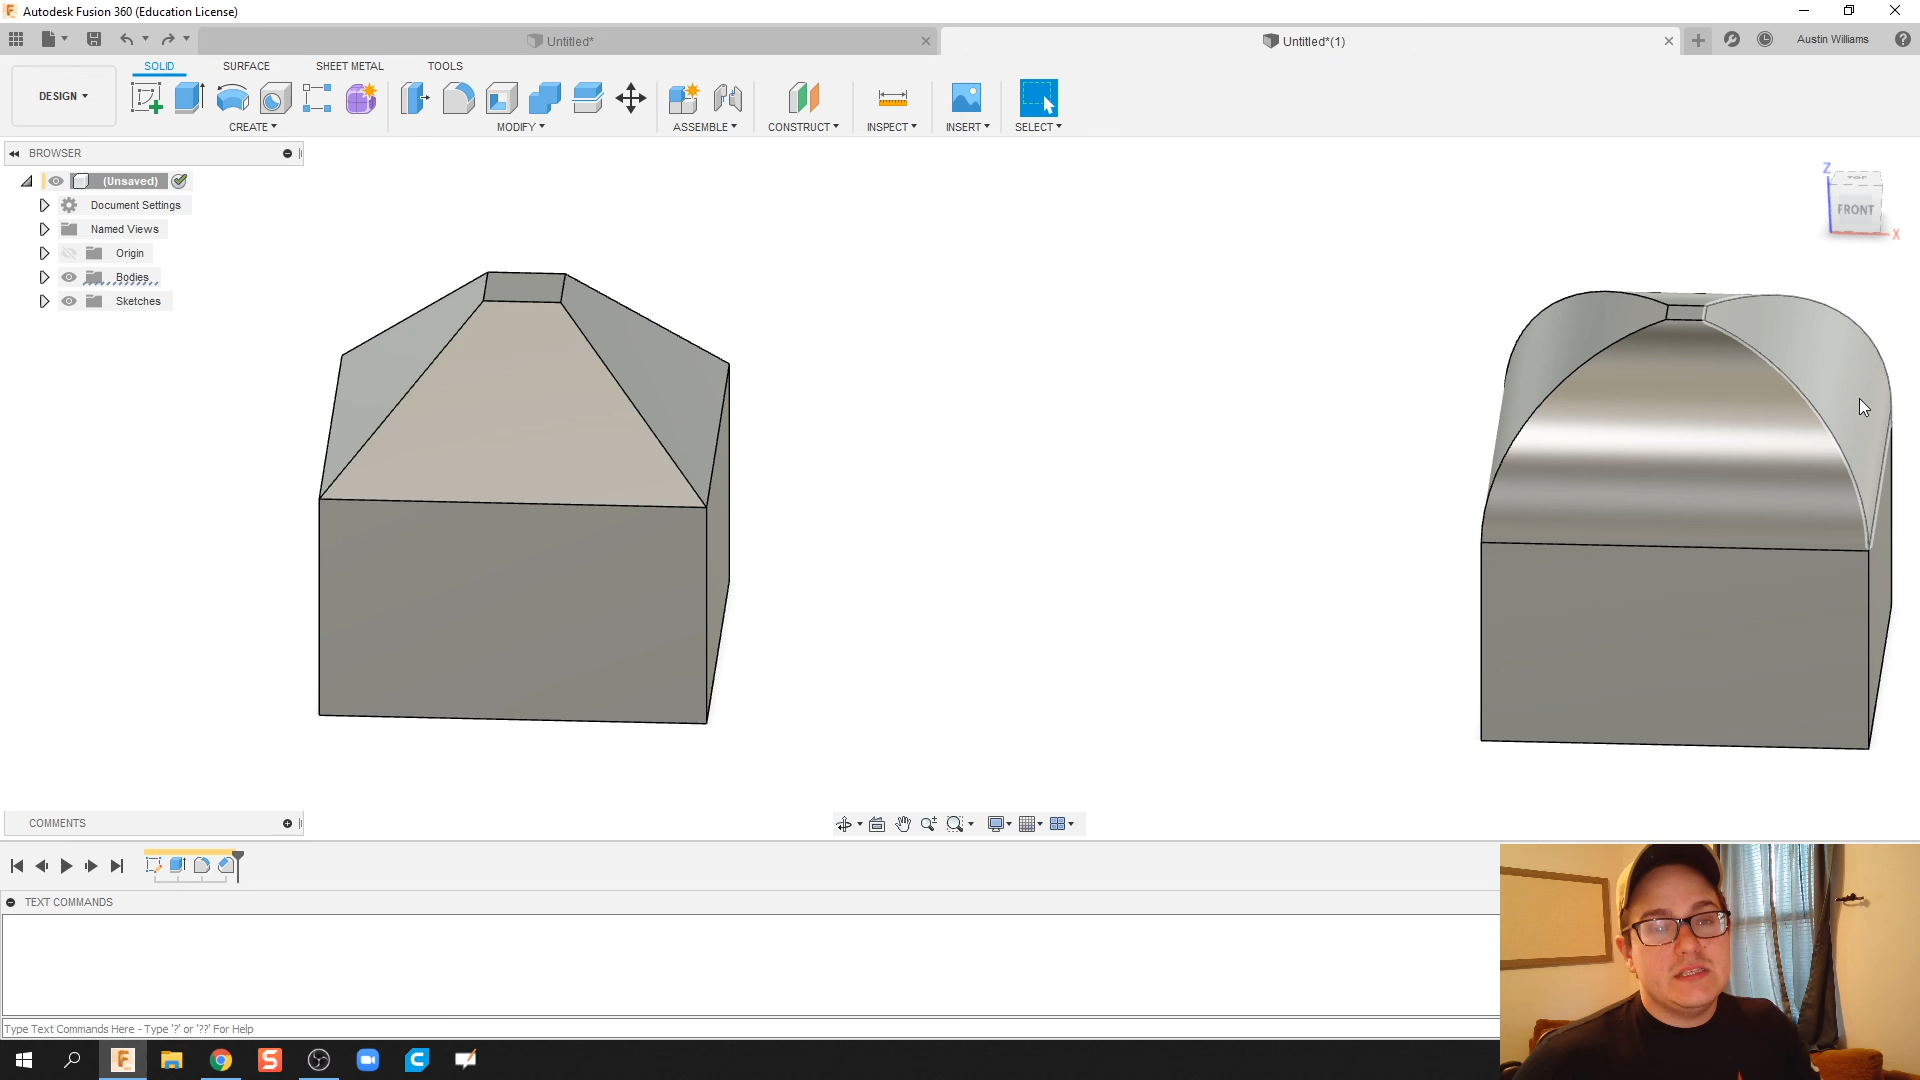 Autodesk Fusion 360 (Education License)
Untitled*
Untitled*(1)
Austin Williams
DESIGN
SOLID
SURFACE
SHEET METAL
TOOLS
CREATE
MODIFY
ASSEMBLE
CONSTRUCT
INSPECT
INSERT
SELECT
BROWSER
(Unsaved)
Document Settings
Named Views
Origin
Bodies
Sketches
Z
TOP
FRONT
X
COMMENTS
TEXT COMMANDS
Type Text Commands Here - Type '?' or '??' For Help